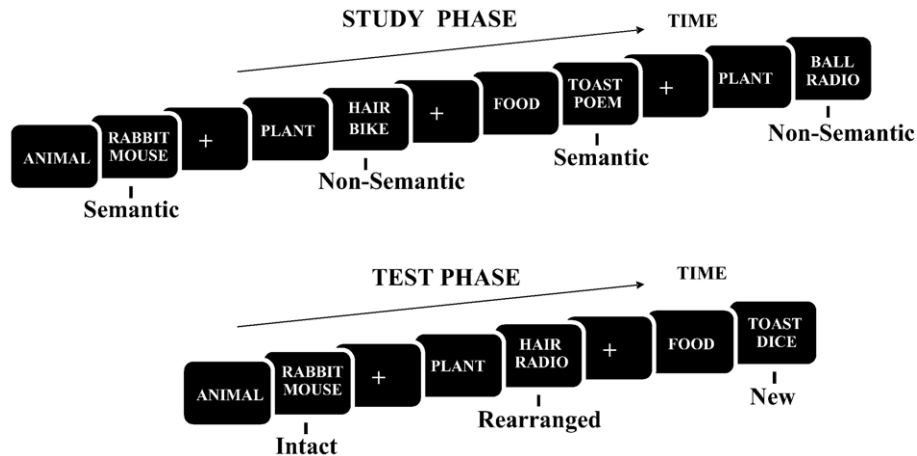 STUDY PHASE
TIME
ANIMAL
RABBIT
MOUSE
+
PLANT
HAIR
BIKE
+
FOOD
TOAST
POEM
+
PLANT
BALL
RADIO
Semantic
Non-Semantic
Semantic
Non-Semantic
TEST PHASE
TIME
ANIMAL
RABBIT
MOUSE
+
PLANT
HAIR
RADIO
+
FOOD
TOAST
DICE
Intact
Rearranged
New